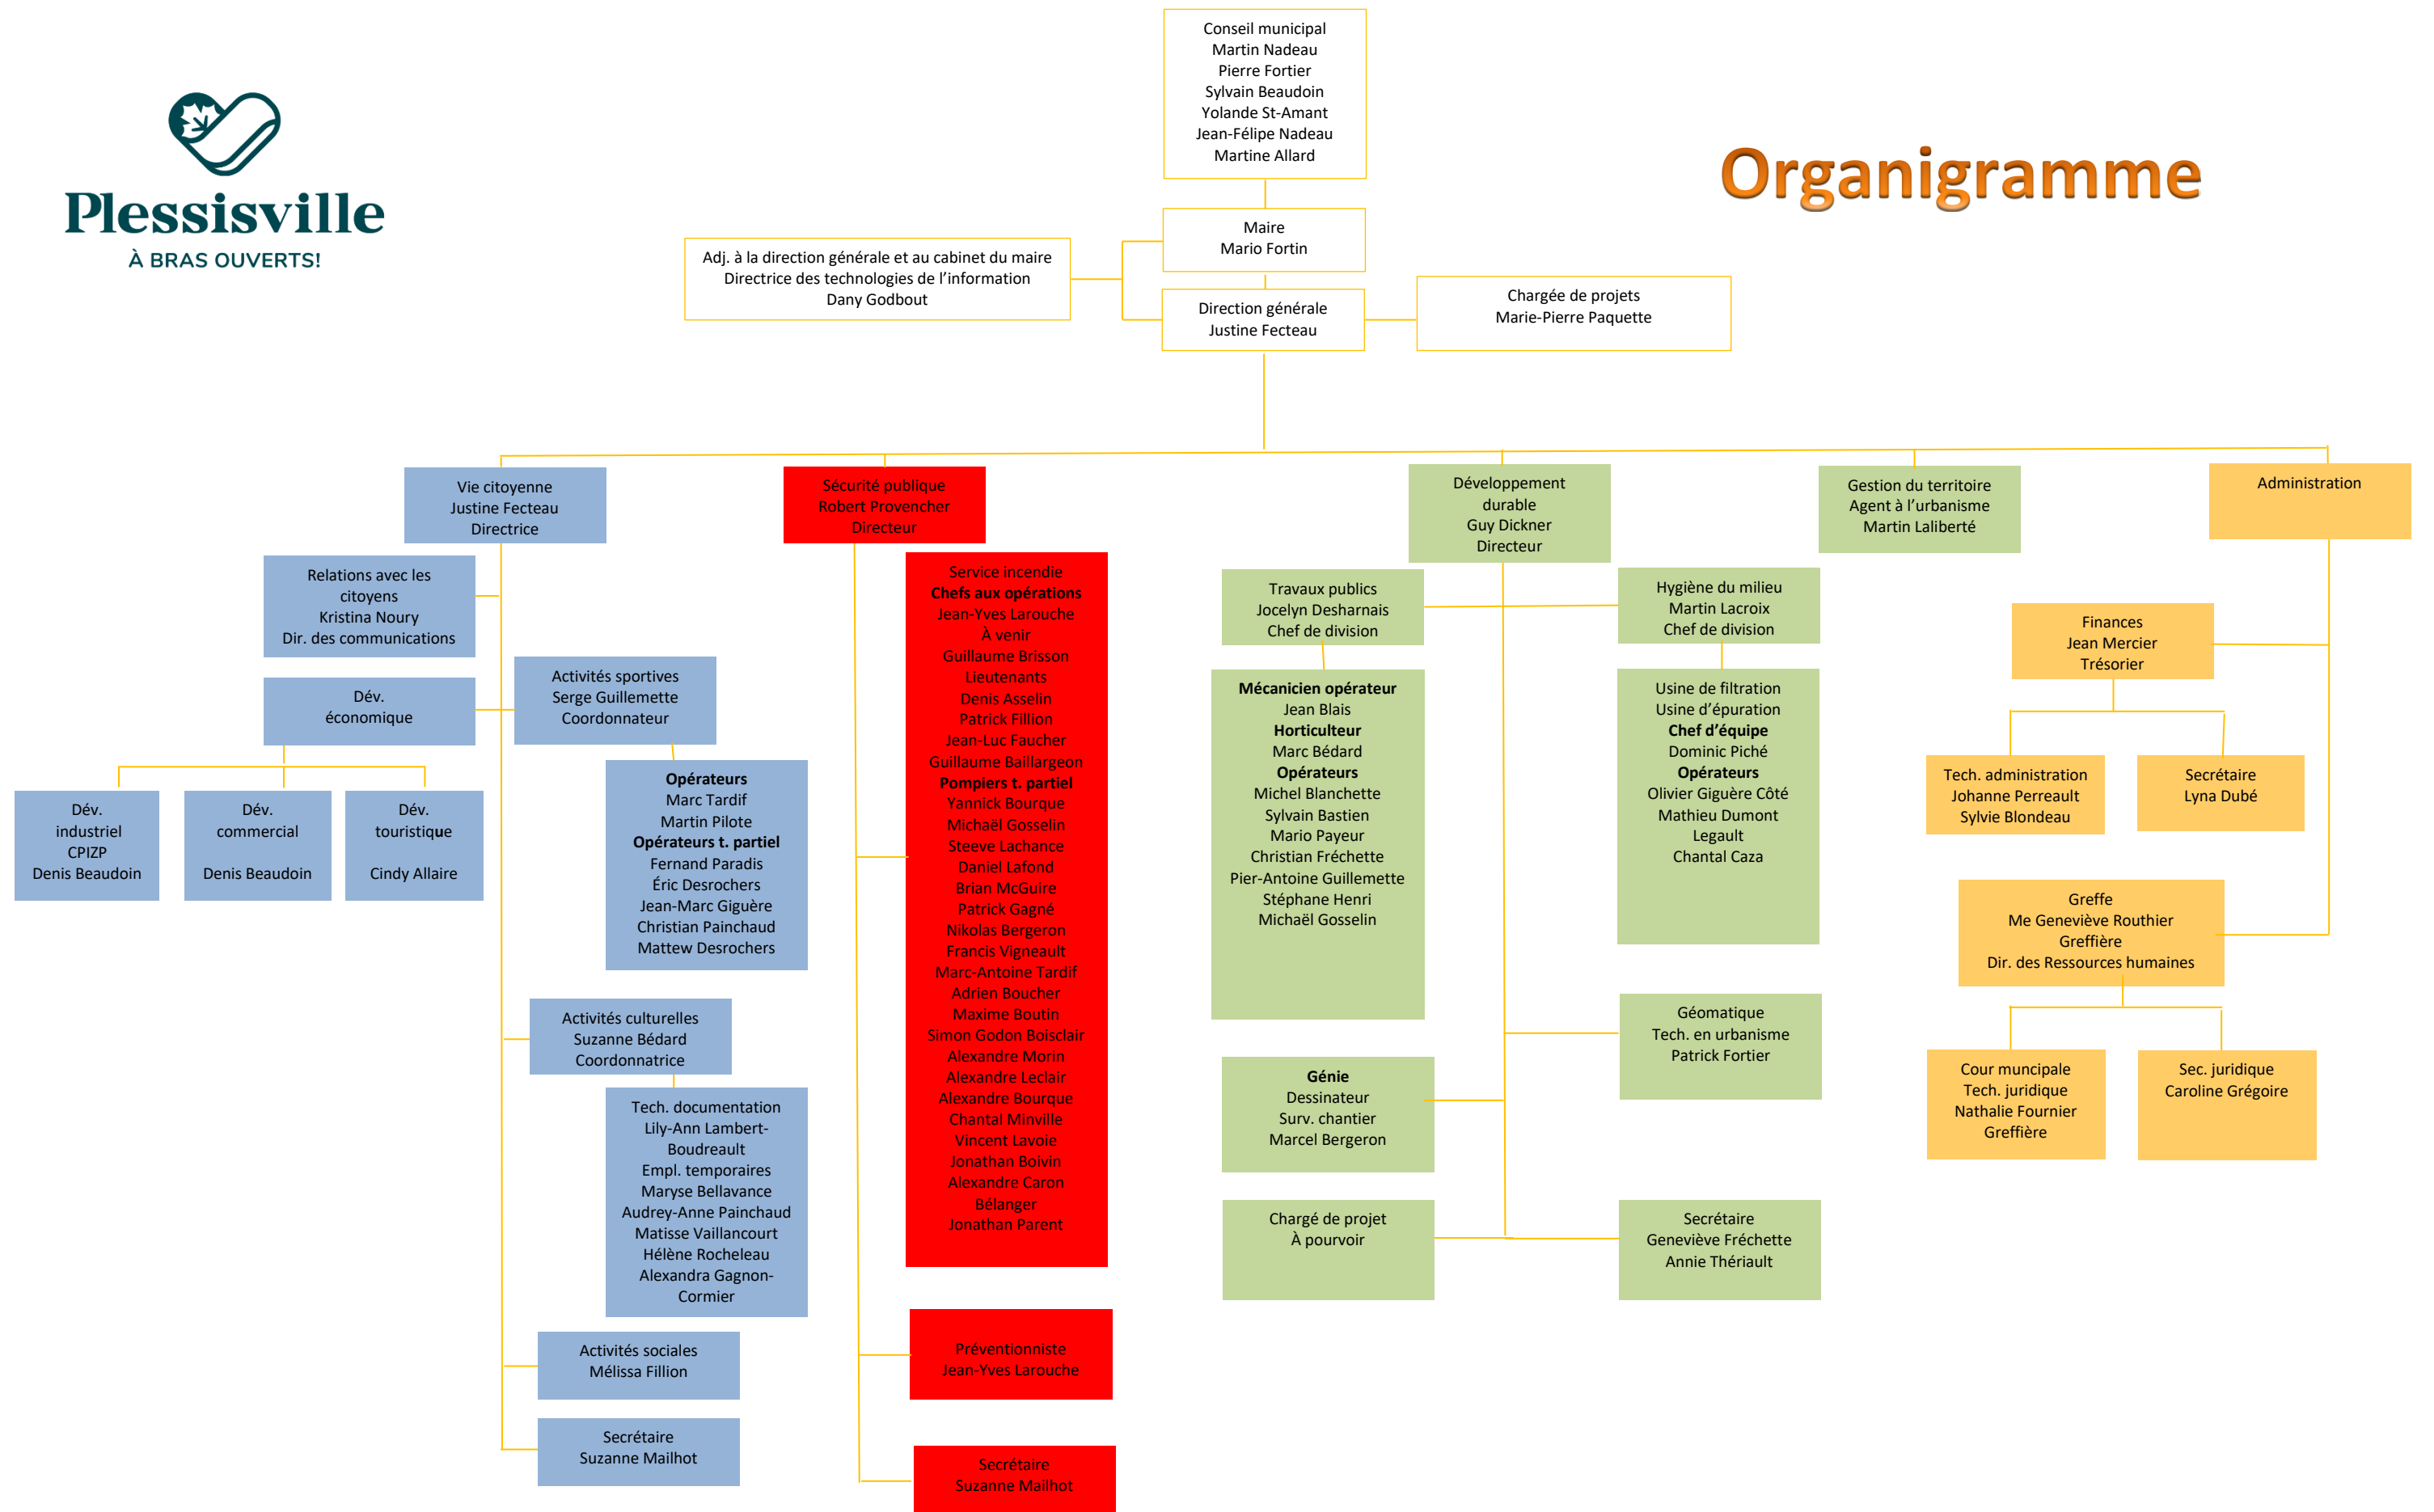 Plessisville
À BRAS OUVERTS!
Organigramme
Conseil municipal
Martin Nadeau
Pierre Fortier
Sylvain Beaudoin
Yolande St-Amant
Jean-Félipe Nadeau
Martine Allard
Maire
Mario Fortin
Adj. à la direction générale et au cabinet du maire
Directrice des technologies de l'information
Dany Godbout
Direction générale
Justine Fecteau
Chargée de projets
Marie-Pierre Paquette
Vie citoyenne
Justine Fecteau
Directrice
Relations avec les
citoyens
Kristina Noury
Dir. des communications
Dév.
économique
Dév.
industriel
CPIZP
Denis Beaudoin
Dév.
commercial
Denis Beaudoin
Dév.
touristique
Cindy Allaire
Activités sportives
Serge Guillemette
Coordonnateur
Opérateurs
Marc Tardif
Martin Pilote
Opérateurs t. partiel
Fernand Paradis
Éric Desrochers
Jean-Marc Giguère
Christian Painchaud
Mattew Desrochers
Activités culturelles
Suzanne Bédard
Coordonnatrice
Tech. documentation
Lily-Ann Lambert-
Boudreault
Empl. temporaires
Maryse Bellavance
Audrey-Anne Painchaud
Matisse Vaillancourt
Hélène Rocheleau
Alexandra Gagnon-
Cormier
Activités sociales
Mélissa Fillion
Secrétaire
Suzanne Mailhot
Sécurité publique
Robert Provencher
Directeur
Service incendie
Chefs aux opérations
Jean-Yves Larouche
À venir
Guillaume Brisson
Lieutenants
Denis Asselin
Patrick Fillion
Jean-Luc Faucher
Guillaume Baillargeon
Pompiers t. partiel
Yannick Bourque
Michaël Gosselin
Steeve Lachance
Daniel Lafond
Brian McGuire
Patrick Gagné
Nikolas Bergeron
Francis Vigneault
Marc-Antoine Tardif
Adrien Boucher
Maxime Boutin
Simon Godon Boisclair
Alexandre Morin
Alexandre Leclair
Alexandre Bourque
Chantal Minville
Vincent Lavoie
Jonathan Boivin
Alexandre Caron
Bélanger
Jonathan Parent
Préventionniste
Jean-Yves Larouche
Secrétaire
Suzanne Mailhot
Développement
durable
Guy Dickner
Directeur
Travaux publics
Jocelyn Desharnais
Chef de division
Mécanicien opérateur
Jean Blais
Horticulteur
Marc Bédard
Opérateurs
Michel Blanchette
Sylvain Bastien
Mario Payeur
Christian Fréchette
Pier-Antoine Guillemette
Stéphane Henri
Michaël Gosselin
Hygiène du milieu
Martin Lacroix
Chef de division
Usine de filtration
Usine d'épuration
Chef d'équipe
Dominic Piché
Opérateurs
Olivier Giguère Côté
Mathieu Dumont
Legault
Chantal Caza
Géomatique
Tech. en urbanisme
Patrick Fortier
Génie
Dessinateur
Surv. chantier
Marcel Bergeron
Chargé de projet
À pourvoir
Secrétaire
Geneviève Fréchette
Annie Thériault
Gestion du territoire
Agent à l'urbanisme
Martin Laliberté
Administration
Finances
Jean Mercier
Trésorier
Tech. administration
Johanne Perreault
Sylvie Blondeau
Secrétaire
Lyna Dubé
Greffe
Me Geneviève Routhier
Greffière
Dir. des Ressources humaines
Cour muncipale
Tech. juridique
Nathalie Fournier
Greffière
Sec. juridique
Caroline Grégoire